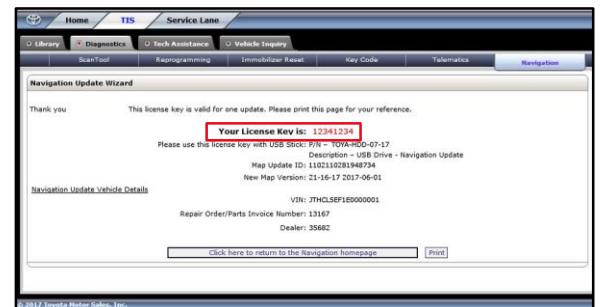 Home TIS Service Lane
Library Diagnostics Tech Assistance Vehicle Inquiry
ScanTool Reprogramming Immobilizer Reset Key Code Telematics Navigation
Navigation Update Wizard
Thank you This license key is valid for one update. Please print this page for your reference.
Your License Key is: 12341234
Please use this license key with USB Stick: P/N – TOYA-HDD-07-17
Description – USB Drive - Navigation Update
Map Update ID: 1102110281948734
New Map Version: 21-16-17 2017-06-01
Navigation Update Vehicle Details
VIN: JTHCL5EF1E0000001
Repair Order/Parts Invoice Number: 13167
Dealer: 35682
Click here to return to the Navigation homepage Print
© 2017 Toyota Motor Sales, Inc.